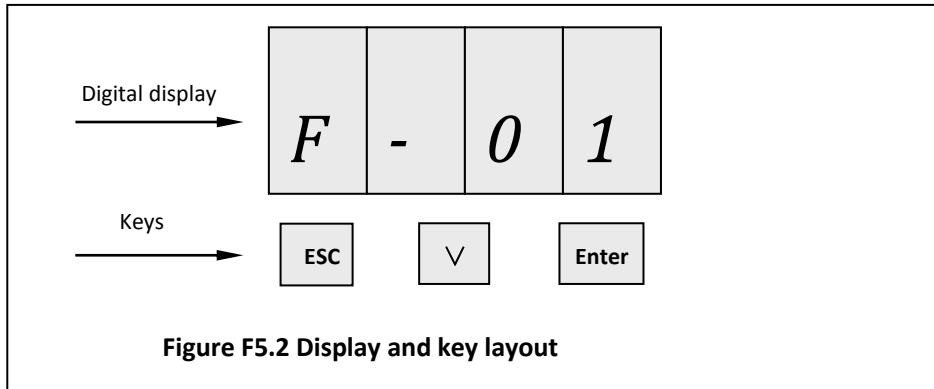 Digital display
F - 0 1
Keys
ESC ∨ Enter
Figure F5.2 Display and key layout